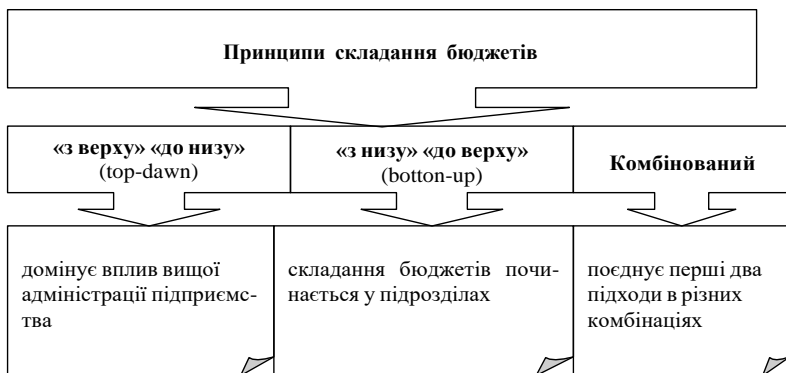 Принципи складання бюджетів
«з верху» «до низу»
(top-dawn)
«з низу» «до верху»
(botton-up)
Комбінований
домінує вплив вищої
адміністрації підприємс-
тва
складання бюджетів почи-
нається у підрозділах
поєднує перші два
підходи в різних
комбінаціях